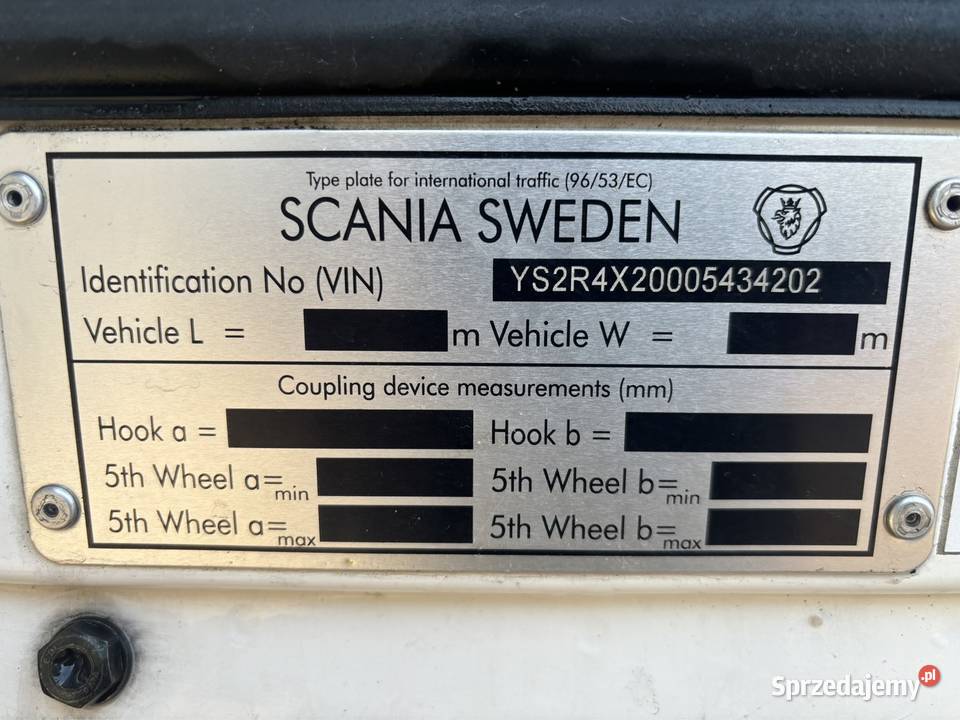 Type plate for international traffic (96/53/EC)
SCANIA SWEDEN
Identification No (VIN) YS2R4X20005434202
Vehicle L = m Vehicle W = m
Coupling device measurements (mm)
Hook a = Hook b =
5th Wheel a=min 5th Wheel b=min
5th Wheel a=max 5th Wheel b=max
Sprzedajemy.pl